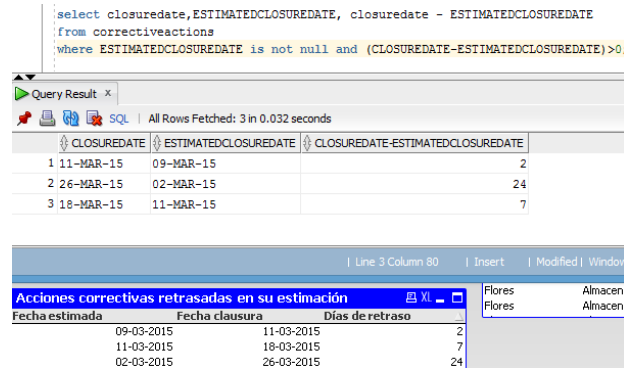 select closuredate,ESTIMATEDCLOSUREDATE, closuredate - ESTIMATEDCLOSUREDATE
from correctiveactions
where ESTIMATEDCLOSUREDATE is not null and (CLOSUREDATE-ESTIMATEDCLOSUREDATE)>0
Query Result x
SQL | All Rows Fetched: 3 in 0.032 seconds
CLOSUREDATE ESTIMATEDCLOSUREDATE CLOSUREDATE-ESTIMATEDCLOSUREDATE
1 11-MAR-15 09-MAR-15 2
2 26-MAR-15 02-MAR-15 24
3 18-MAR-15 11-MAR-15 7
| Line 3 Column 80 | Insert | Modified | Window
Acciones correctivas retrasadas en su estimación XL
Fecha estimada Fecha clausura Días de retraso
09-03-2015 11-03-2015 2
11-03-2015 18-03-2015 7
02-03-2015 26-03-2015 24
Flores Almacen
Flores Almacen